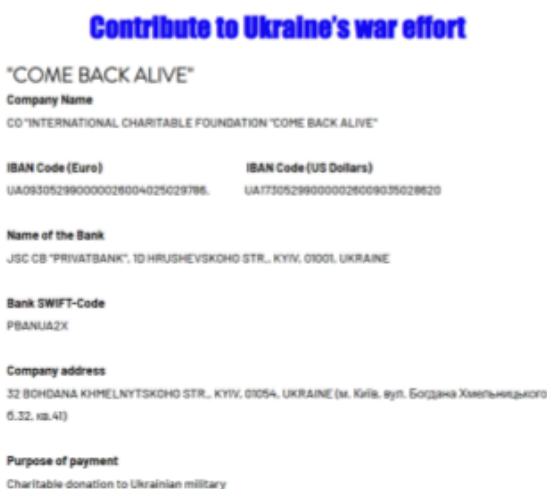 Contribute to Ukraine's war effort
"COME BACK ALIVE"
Company Name
CO "INTERNATIONAL CHARITABLE FOUNDATION "COME BACK ALIVE"
IBAN Code (Euro) IBAN Code (US Dollars)
UA093052990000026004025029786. UA173052990000026009035028620
Name of the Bank
JSC CB "PRIVATBANK", 1D HRUSHEVSKOHO STR., KYIV, 01001, UKRAINE
Bank SWIFT-Code
PBANUA2X
Company address
32 BOHDANA KHMELNYTSKOHO STR., KYIV, 01054, UKRAINE (м. Київ, вул. Богдана Хмельницького
б.32, кв.41)
Purpose of payment
Charitable donation to Ukrainian military